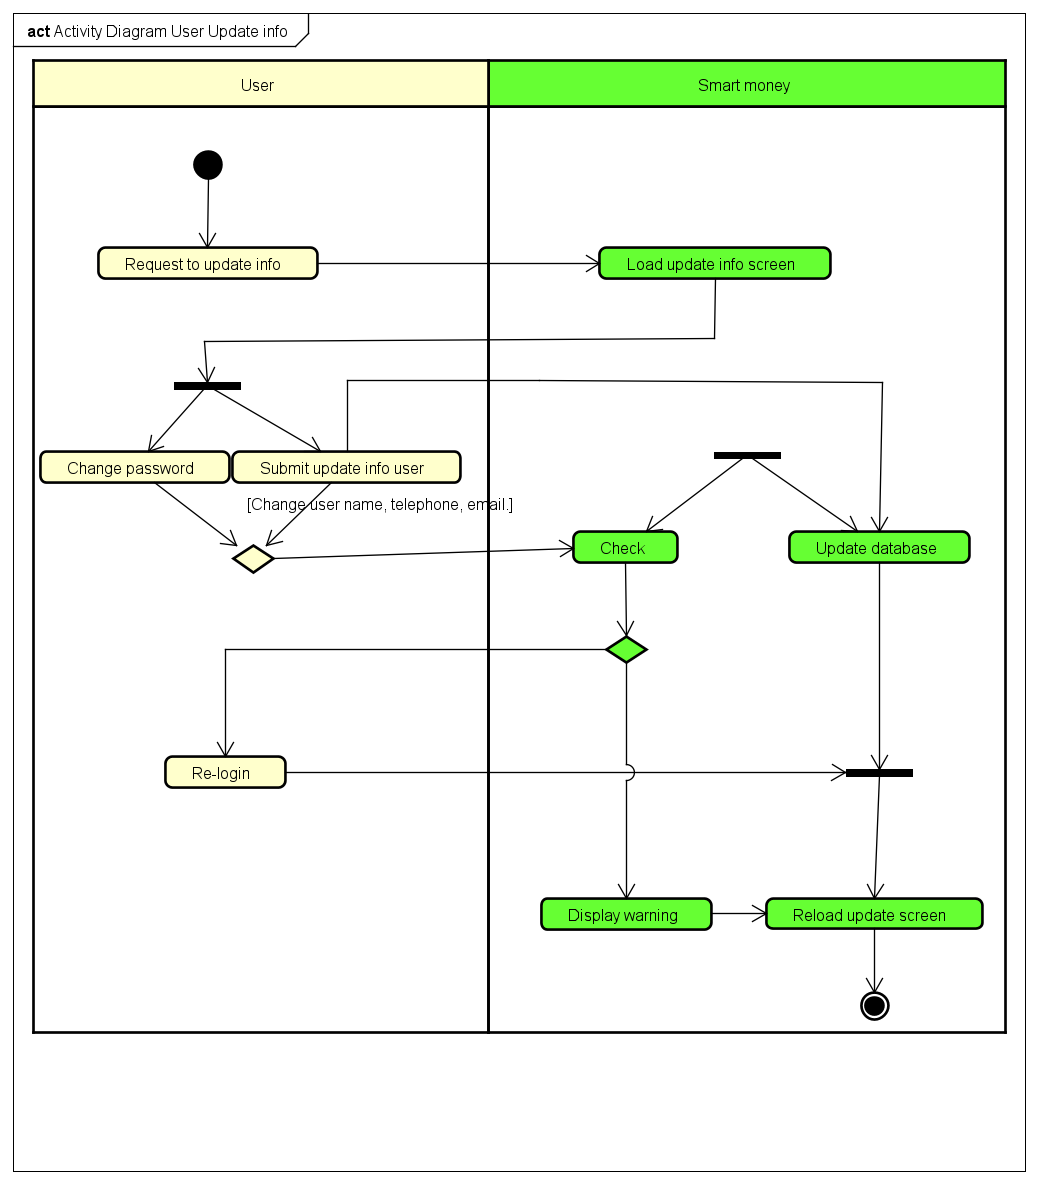 act Activity Diagram User Update info
User
Smart money
Request to update info
Load update info screen
Change password
Submit update info user
[Change user name, telephone, email.]
Check
Update database
Re-login
Display warning
Reload update screen